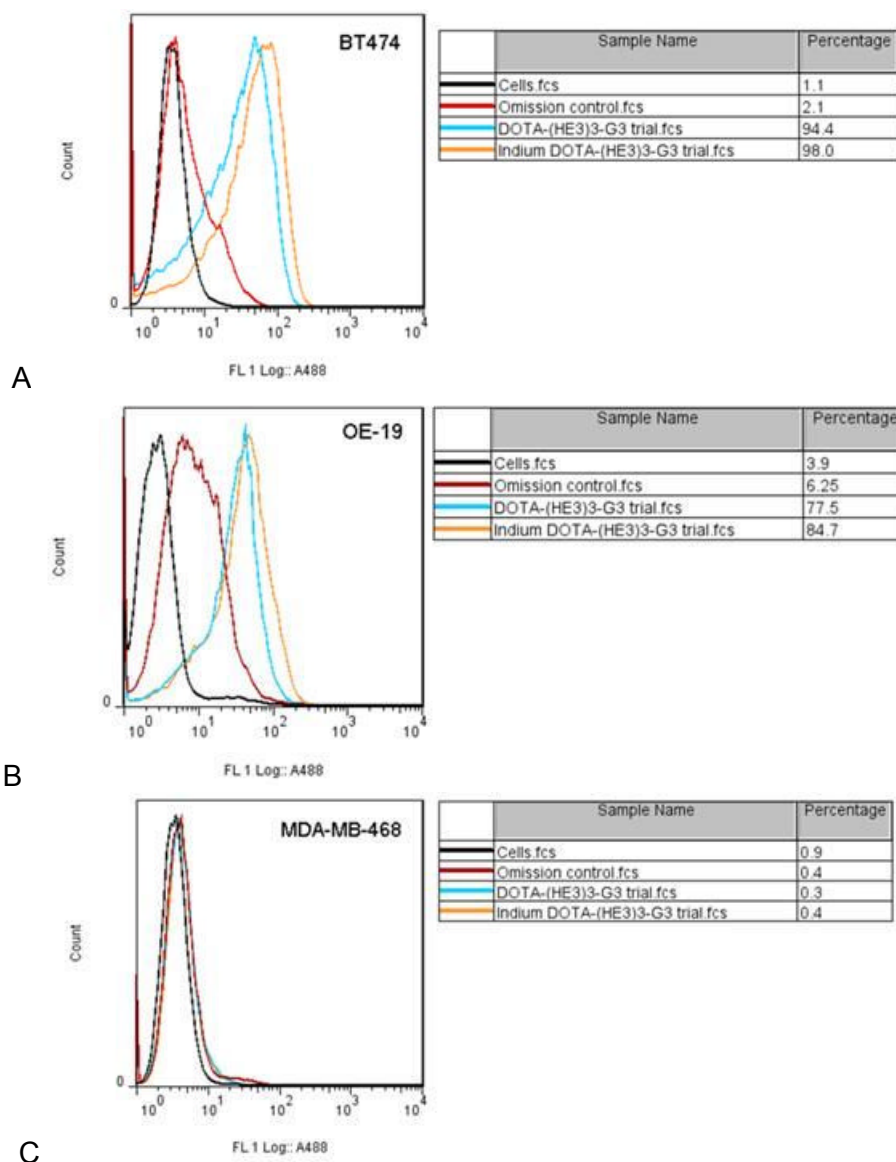 BT474
Count
0
10^0 10^1 10^2 10^3 10^4
FL 1 Log:: A488
Sample Name Percentage
Cells.fcs 1.1
Omission control.fcs 2.1
DOTA-(HE3)3-G3 trial.fcs 94.4
Indium DOTA-(HE3)3-G3 trial.fcs 98.0
A
OE-19
Count
0
10^0 10^1 10^2 10^3 10^4
FL 1 Log:: A488
Sample Name Percentage
Cells.fcs 3.9
Omission control.fcs 6.25
DOTA-(HE3)3-G3 trial.fcs 77.5
Indium DOTA-(HE3)3-G3 trial.fcs 84.7
B
MDA-MB-468
Count
0
10^0 10^1 10^2 10^3 10^4
FL 1 Log:: A488
Sample Name Percentage
Cells.fcs 0.9
Omission control.fcs 0.4
DOTA-(HE3)3-G3 trial.fcs 0.3
Indium DOTA-(HE3)3-G3 trial.fcs 0.4
C